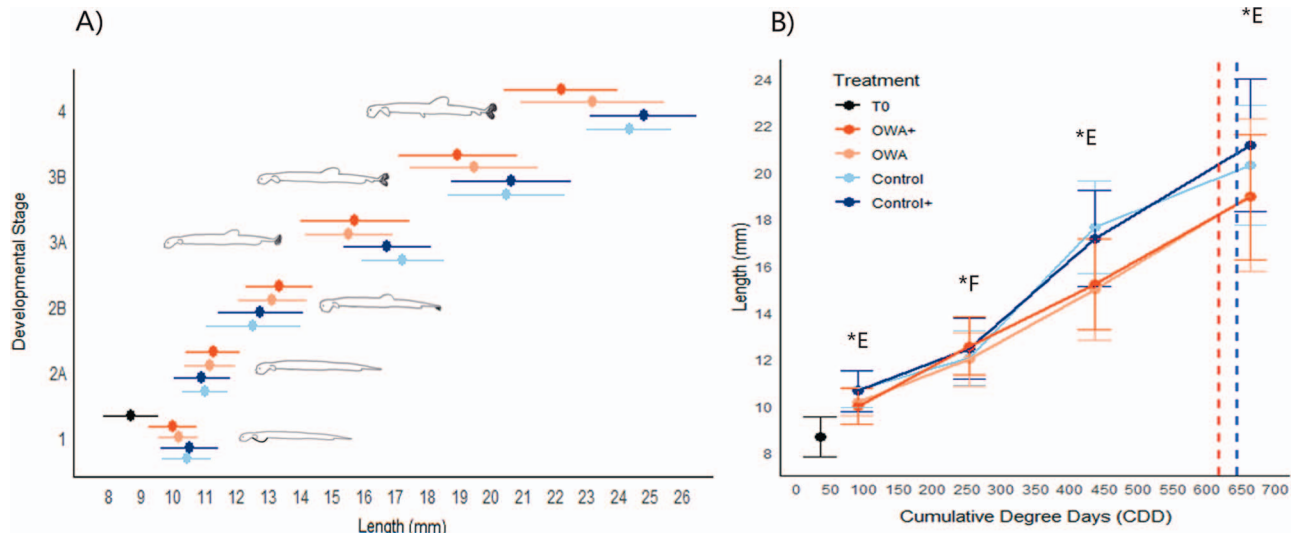 A)
Developmental Stage
4
3B
3A
2B
2A
1
8 9 10 11 12 13 14 15 16 17 18 19 20 21 22 23 24 25 26
Length (mm)
B)
*E
*E
*F
*E
Treatment
T0
OWA+
OWA
Control
Control+
Length (mm)
24
22
20
18
16
14
12
10
8
0 50 100 150 200 250 300 350 400 450 500 550 600 650 700
Cumulative Degree Days (CDD)